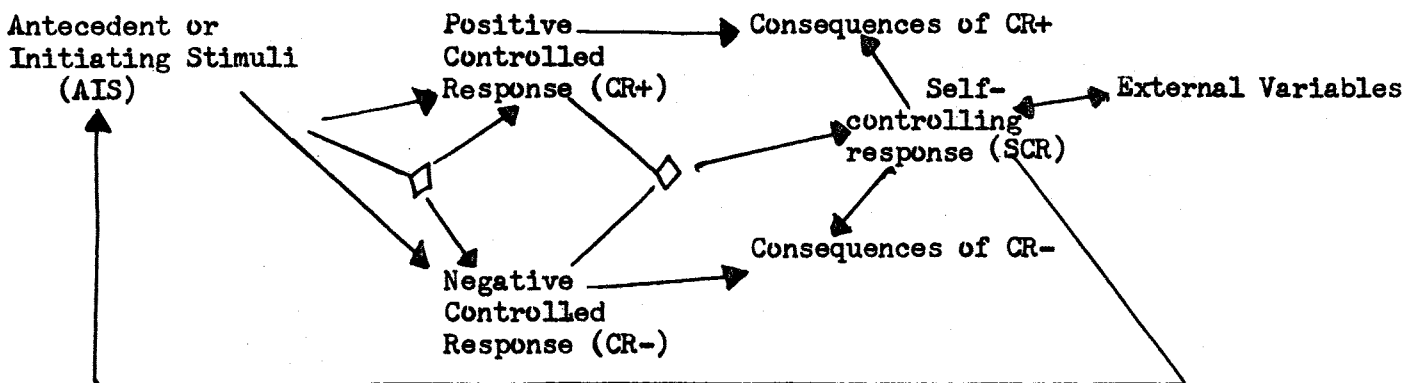 Antecedent or
Initiating Stimuli
(AIS)
Positive
Controlled
Response (CR+)
Consequences of CR+
Self-
controlling
response (SCR)
External Variables
Consequences of CR-
Negative
Controlled
Response (CR-)